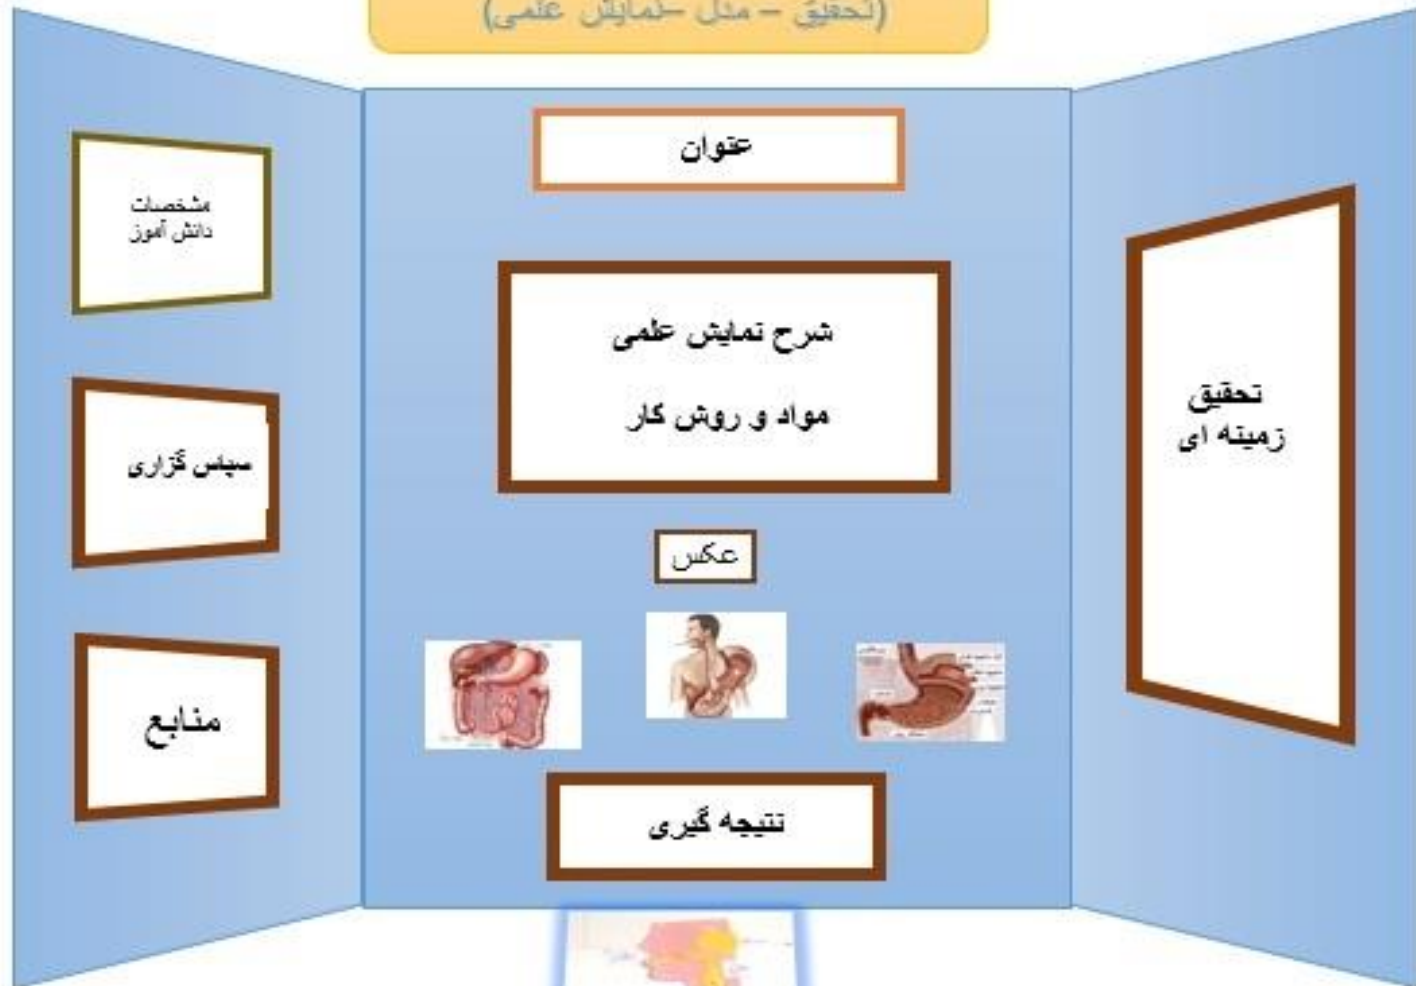 (تحقیق – مدل –نمایش علمی)
عنوان
شرح نمایش علمی
مواد و روش کار
عکس
نتیجه گیری
تحقیق
زمینه ای
مشخصات
دانش آموز
سپاس گزاری
منابع